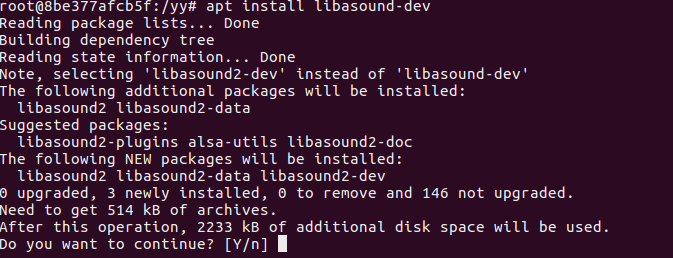 root@8be377afcb5f:/yy# apt install libasound-dev
Reading package lists... Done
Building dependency tree
Reading state information... Done
Note, selecting 'libasound2-dev' instead of 'libasound-dev'
The following additional packages will be installed:
  libasound2 libasound2-data
Suggested packages:
  libasound2-plugins alsa-utils libasound2-doc
The following NEW packages will be installed:
  libasound2 libasound2-data libasound2-dev
0 upgraded, 3 newly installed, 0 to remove and 146 not upgraded.
Need to get 514 kB of archives.
After this operation, 2233 kB of additional disk space will be used.
Do you want to continue? [Y/n]